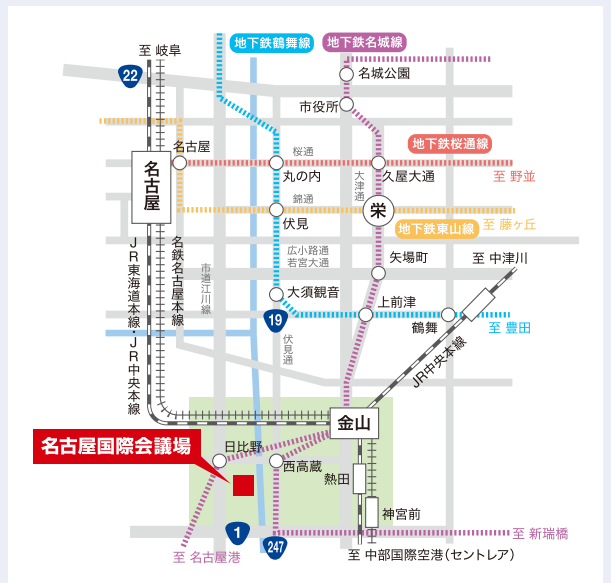 地下鉄鶴舞線
地下鉄名城線
至 岐阜
22
名城公園
市役所
地下鉄桜通線
名古屋
桜通
名古屋
丸の内
大津通
久屋大通
至 野並
錦通
栄
伏見
地下鉄東山線
至 藤ヶ丘
JR東海道本線・JR中央本線
名鉄名古屋本線
市道江川線
広小路通
若宮大通
矢場町
至 中津川
大須観音
19
上前津
鶴舞
至 豊田
伏見通
JR中央本線
金山
名古屋国際会議場
日比野
西高蔵
熱田
神宮前
1
247
至 新瑞橋
至 名古屋港
至 中部国際空港(セントレア)